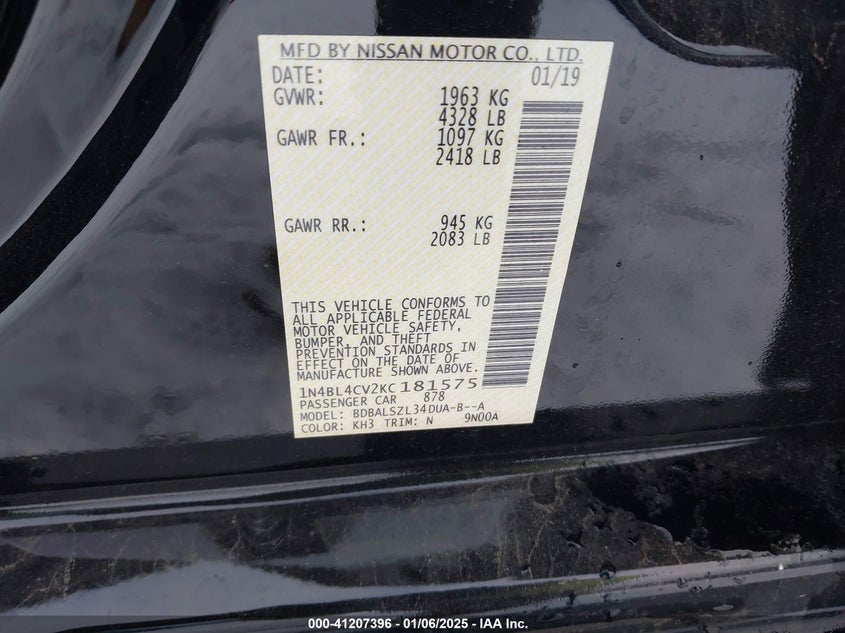 MFD BY NISSAN MOTOR CO., LTD.
DATE: 01/19
GVWR: 1963 KG
4328 LB
GAWR FR.: 1097 KG
2418 LB
GAWR RR.: 945 KG
2083 LB
THIS VEHICLE CONFORMS TO
ALL APPLICABLE FEDERAL
MOTOR VEHICLE SAFETY,
BUMPER, AND THEFT
PREVENTION STANDARDS IN
EFFECT ON THE DATE OF
MANUFACTURE SHOWN ABOVE.
1N4BL4CV2KC181575
PASSENGER CAR 878
MODEL: BDBALSZL34DUA-B--A
COLOR: KH3 TRIM: N 9N00A
000-41207396 - 01/06/2025 - IAA Inc.